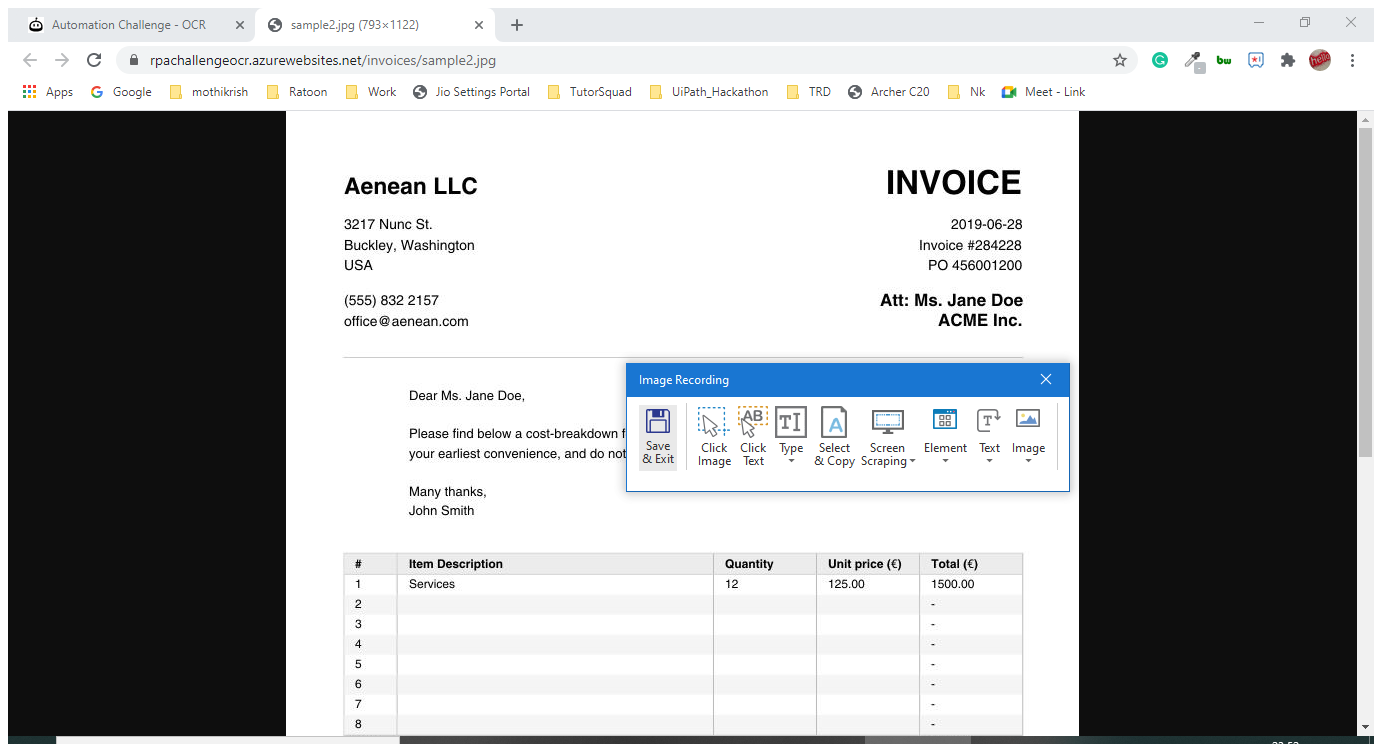 Automation Challenge - OCR
sample2.jpg (793×1122)
rpachallengeocr.azurewebsites.net/invoices/sample2.jpg
bw
hello
Apps
Google
mothikrish
Ratoon
Work
Jio Settings Portal
TutorSquad
UiPath_Hackathon
TRD
Archer C20
Nk
Meet - Link
Aenean LLC
INVOICE
3217 Nunc St.
2019-06-28
Buckley, Washington
Invoice #284228
USA
PO 456001200
(555) 832 2157
Att: Ms. Jane Doe
office@aenean.com
ACME Inc.
Dear Ms. Jane Doe,
Please find below a cost-breakdown f
your earliest convenience, and do not
Many thanks,
John Smith
Image Recording
Save & Exit
Click Image
Click Text
Type
Select & Copy
Screen Scraping
Element
Text
Image
# Item Description Quantity Unit price (€) Total (€)
1 Services 12 125.00 1500.00
2 -
3 -
4 -
5 -
6 -
7 -
8 -